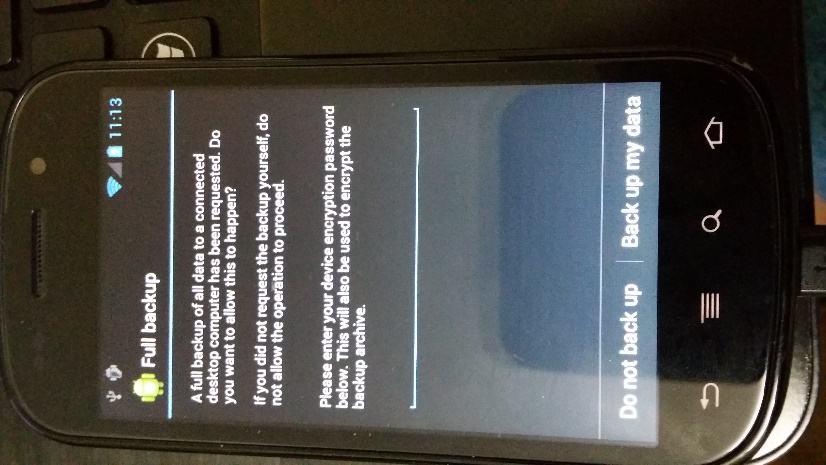 11:13
Full backup
A full backup of all data to a connected
desktop computer has been requested. Do
you want to allow this to happen?
If you did not request the backup yourself, do
not allow the operation to proceed.
Please enter your device encryption password
below. This will also be used to encrypt the
backup archive.
Do not back up
Back up my data